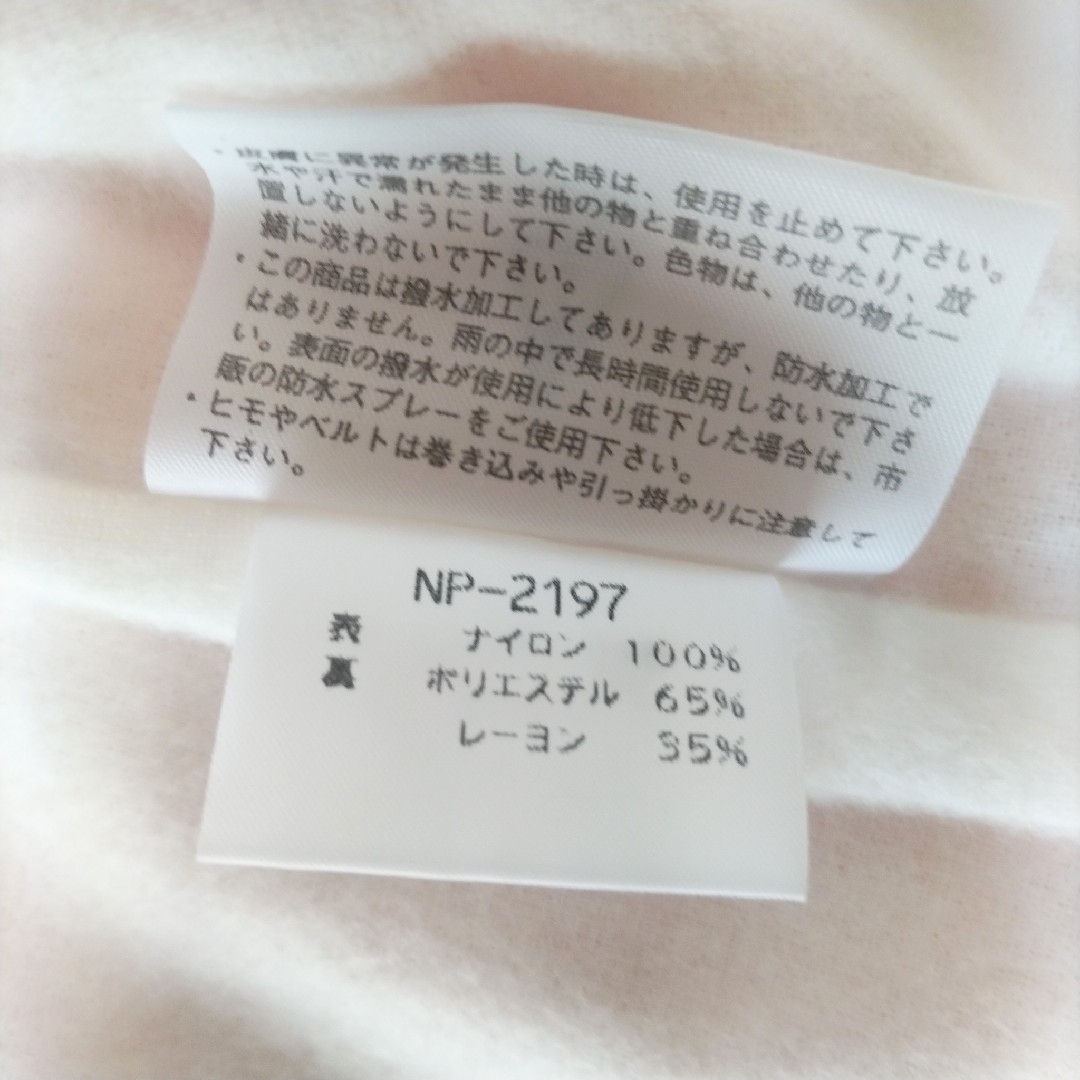 ・皮膚に異常が発生した時は、使用を止めて下さい。
水や汗で濡れたまま他の物と重ね合わせたり、放
置しないようにして下さい。色物は、他の物と一
緒に洗わないで下さい。
・この商品は撥水加工してありますが、防水加工で
はありません。雨の中で長時間使用しないで下さ
い。表面の撥水が使用により低下した場合は、市
販の防水スプレーをご使用下さい。
・ヒモやベルトは巻き込みや引っ掛かりに注意して
下さい。
NP-2197
表 ナイロン 100%
裏 ポリエステル 65%
レーヨン 35%